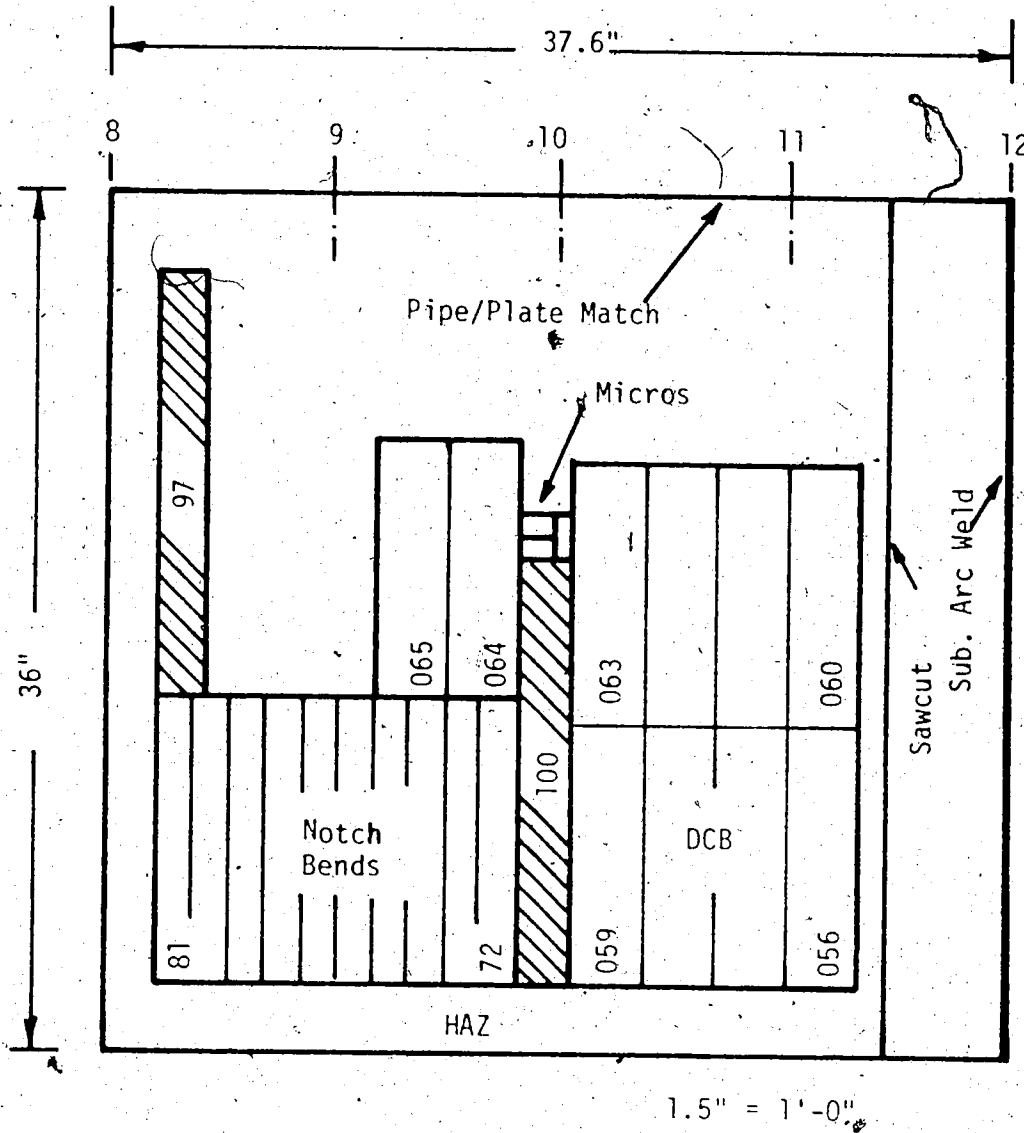 37.6"
8 9 10 11 12
Pipe/Plate Match
Micros
97
36"
065
064
063
060
Sawcut
Sub. Arc Weld
100
Notch
Bends
DCB
81
72
059
056
HAZ
1.5" = 1'-0"